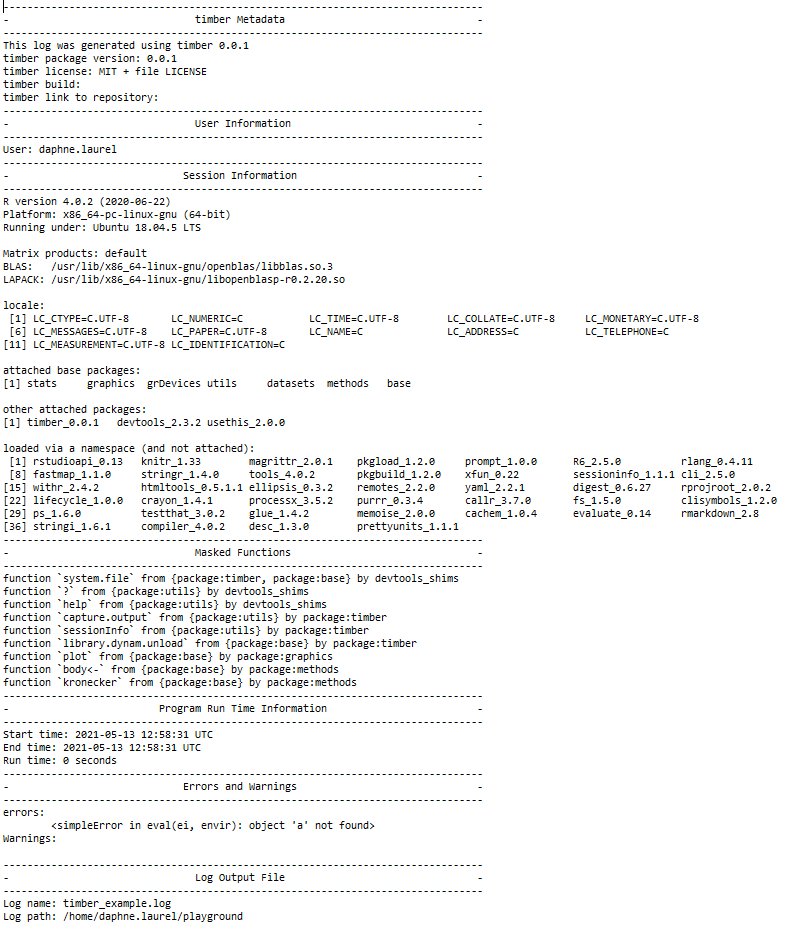 --------------------------------------------------------------------------------
-                               timber Metadata                                -
--------------------------------------------------------------------------------
This log was generated using timber 0.0.1
timber package version: 0.0.1
timber license: MIT + file LICENSE
timber build:
timber link to repository:
--------------------------------------------------------------------------------
-                               User Information                               -
--------------------------------------------------------------------------------
User: daphne.laurel
--------------------------------------------------------------------------------
-                             Session Information                              -
--------------------------------------------------------------------------------
R version 4.0.2 (2020-06-22)
Platform: x86_64-pc-linux-gnu (64-bit)
Running under: Ubuntu 18.04.5 LTS

Matrix products: default
BLAS:   /usr/lib/x86_64-linux-gnu/openblas/libblas.so.3
LAPACK: /usr/lib/x86_64-linux-gnu/libopenblasp-r0.2.20.so

locale:
 [1] LC_CTYPE=C.UTF-8       LC_NUMERIC=C           LC_TIME=C.UTF-8        LC_COLLATE=C.UTF-8     LC_MONETARY=C.UTF-8
 [6] LC_MESSAGES=C.UTF-8    LC_PAPER=C.UTF-8       LC_NAME=C              LC_ADDRESS=C           LC_TELEPHONE=C
[11] LC_MEASUREMENT=C.UTF-8 LC_IDENTIFICATION=C

attached base packages:
[1] stats     graphics  grDevices utils     datasets  methods   base

other attached packages:
[1] timber_0.0.1   devtools_2.3.2 usethis_2.0.0

loaded via a namespace (and not attached):
 [1] rstudioapi_0.13   knitr_1.33        magrittr_2.0.1    pkgload_1.2.0     prompt_1.0.0      R6_2.5.0          rlang_0.4.11
 [8] fastmap_1.1.0     stringr_1.4.0     tools_4.0.2       pkgbuild_1.2.0    xfun_0.22         sessioninfo_1.1.1 cli_2.5.0
[15] withr_2.4.2       htmltools_0.5.1.1 ellipsis_0.3.2    remotes_2.2.0     yaml_2.2.1        digest_0.6.27     rprojroot_2.0.2
[22] lifecycle_1.0.0   crayon_1.4.1      processx_3.5.2    purrr_0.3.4       callr_3.7.0       fs_1.5.0          clisymbols_1.2.0
[29] ps_1.6.0          testthat_3.0.2    glue_1.4.2        memoise_2.0.0     cachem_1.0.4      evaluate_0.14     rmarkdown_2.8
[36] stringi_1.6.1     compiler_4.0.2    desc_1.3.0        prettyunits_1.1.1
--------------------------------------------------------------------------------
-                               Masked Functions                               -
--------------------------------------------------------------------------------
function `system.file` from {package:timber, package:base} by devtools_shims
function `?` from {package:utils} by devtools_shims
function `help` from {package:utils} by devtools_shims
function `capture.output` from {package:utils} by package:timber
function `sessionInfo` from {package:utils} by package:timber
function `library.dynam.unload` from {package:base} by package:timber
function `plot` from {package:base} by package:graphics
function `body<-` from {package:base} by package:methods
function `kronecker` from {package:base} by package:methods
--------------------------------------------------------------------------------
-                         Program Run Time Information                         -
--------------------------------------------------------------------------------
Start time: 2021-05-13 12:58:31 UTC
End time: 2021-05-13 12:58:31 UTC
Run time: 0 seconds
--------------------------------------------------------------------------------
-                             Errors and Warnings                              -
--------------------------------------------------------------------------------
errors:
        <simpleError in eval(ei, envir): object 'a' not found>
Warnings:

--------------------------------------------------------------------------------
-                               Log Output File                                -
--------------------------------------------------------------------------------
Log name: timber_example.log
Log path: /home/daphne.laurel/playground